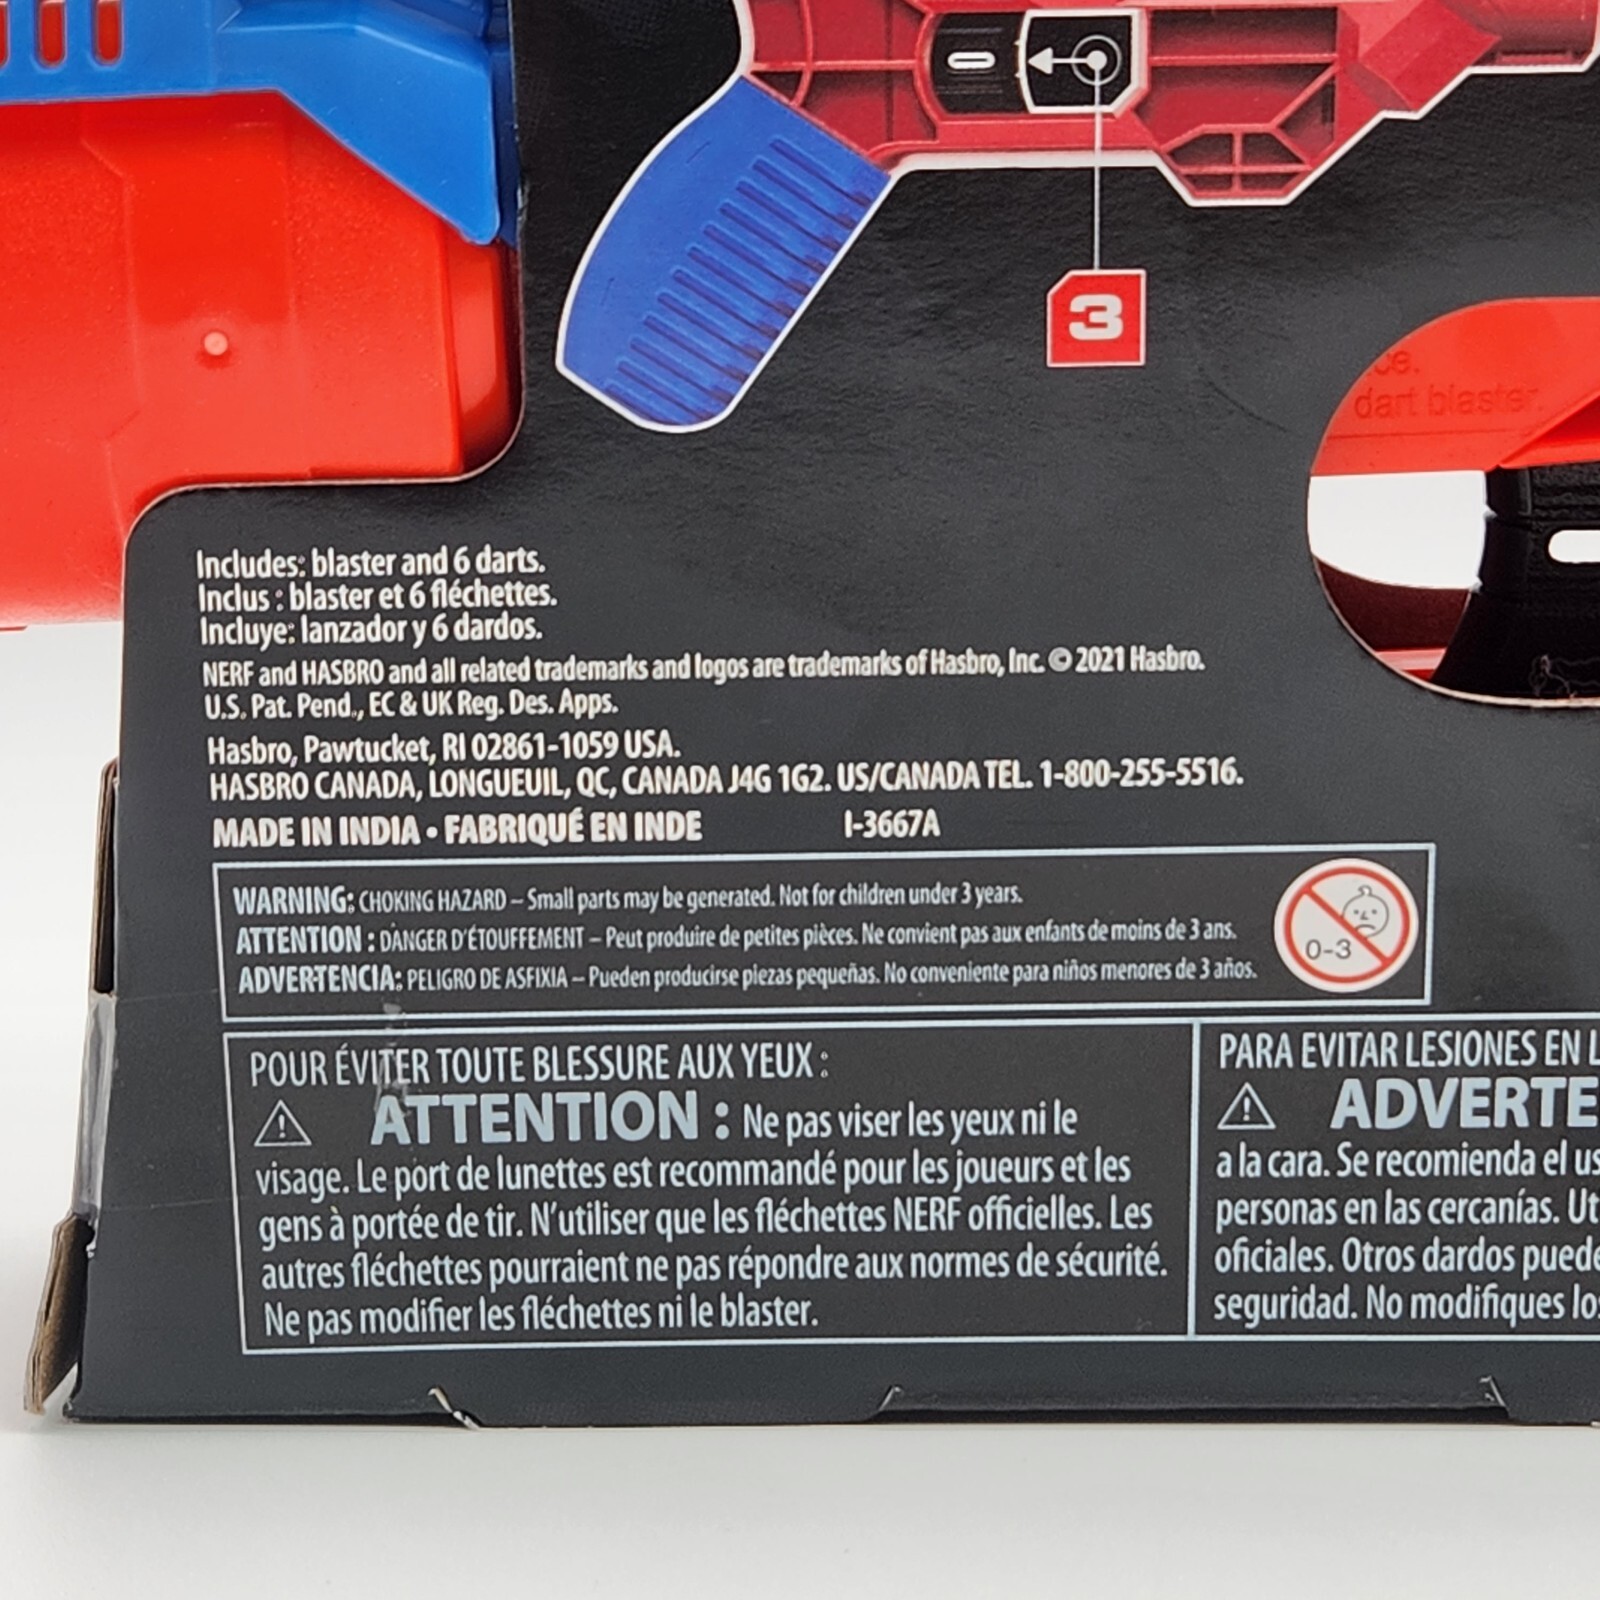 3
dart blaster.
Includes: blaster and 6 darts.
Inclus : blaster et 6 fléchettes.
Incluye: lanzador y 6 dardos.
NERF and HASBRO and all related trademarks and logos are trademarks of Hasbro, Inc. © 2021 Hasbro.
U.S. Pat. Pend., EC & UK Reg. Des. Apps.
Hasbro, Pawtucket, RI 02861-1059 USA.
HASBRO CANADA, LONGUEUIL, QC, CANADA J4G 1G2. US/CANADA TEL. 1-800-255-5516.
MADE IN INDIA • FABRIQUÉ EN INDE I-3667A
WARNING: CHOKING HAZARD – Small parts may be generated. Not for children under 3 years.
ATTENTION : DANGER D'ÉTOUFFEMENT – Peut produire de petites pièces. Ne convient pas aux enfants de moins de 3 ans.
ADVERTENCIA: PELIGRO DE ASFIXIA – Pueden producirse piezas pequeñas. No conveniente para niños menores de 3 años.
0-3
POUR ÉVITER TOUTE BLESSURE AUX YEUX :
ATTENTION : Ne pas viser les yeux ni le
visage. Le port de lunettes est recommandé pour les joueurs et les
gens à portée de tir. N'utiliser que les fléchettes NERF officielles. Les
autres fléchettes pourraient ne pas répondre aux normes de sécurité.
Ne pas modifier les fléchettes ni le blaster.
PARA EVITAR LESIONES EN L
ADVERTE
a la cara. Se recomienda el us
personas en las cercanías. Ut
oficiales. Otros dardos puede
seguridad. No modifiques los